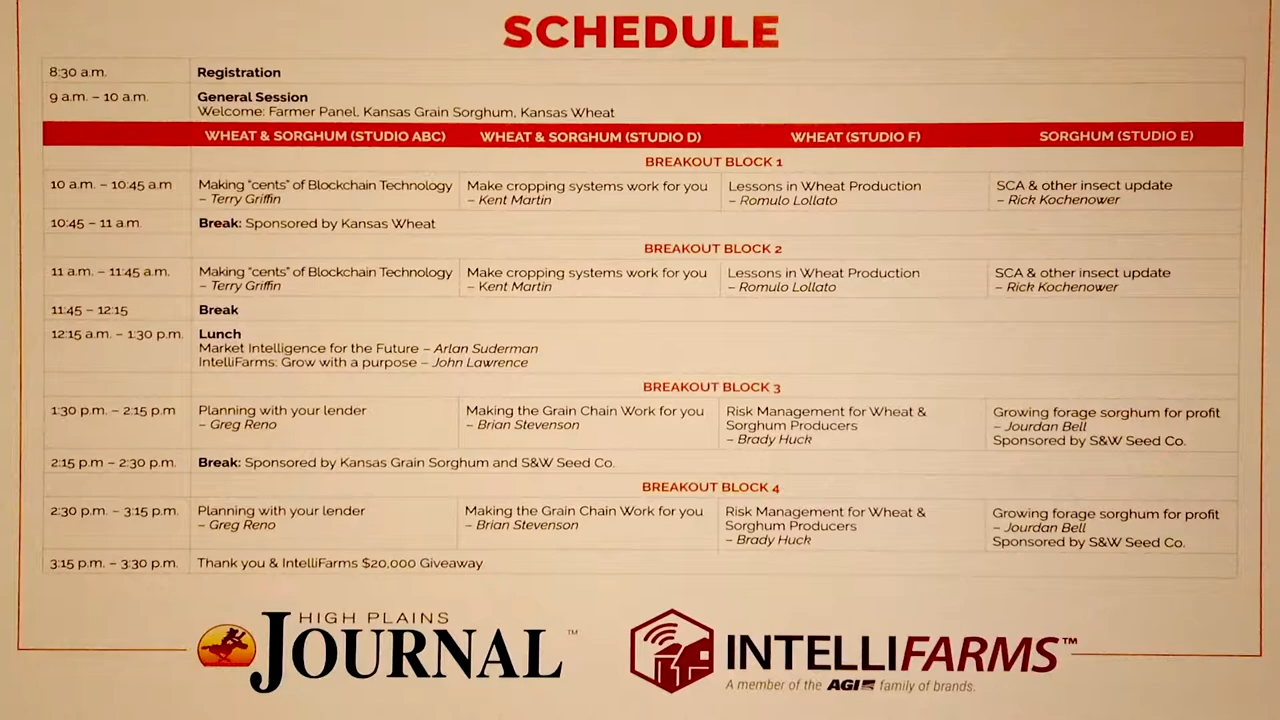 SCHEDULE
8:30 a.m. Registration
9 a.m. – 10 a.m. General Session
Welcome: Farmer Panel, Kansas Grain Sorghum, Kansas Wheat
WHEAT & SORGHUM (STUDIO ABC) WHEAT & SORGHUM (STUDIO D) WHEAT (STUDIO F) SORGHUM (STUDIO E)
BREAKOUT BLOCK 1
10 a.m. – 10:45 a.m Making "cents" of Blockchain Technology Make cropping systems work for you Lessons in Wheat Production SCA & other insect update
– Terry Griffin – Kent Martin – Romulo Lollato – Rick Kochenower
10:45 – 11 a.m. Break: Sponsored by Kansas Wheat
BREAKOUT BLOCK 2
11 a.m. – 11:45 a.m. Making "cents" of Blockchain Technology Make cropping systems work for you Lessons in Wheat Production SCA & other insect update
– Terry Griffin – Kent Martin – Romulo Lollato – Rick Kochenower
11:45 – 12:15 Break
12:15 a.m. – 1:30 p.m. Lunch
Market Intelligence for the Future – Arlan Suderman
IntelliFarms: Grow with a purpose – John Lawrence
BREAKOUT BLOCK 3
1:30 p.m. – 2:15 p.m Planning with your lender Making the Grain Chain Work for you Risk Management for Wheat & Growing forage sorghum for profit
– Greg Reno – Brian Stevenson Sorghum Producers – Jourdan Bell
– Brady Huck Sponsored by S&W Seed Co.
2:15 p.m – 2:30 p.m. Break: Sponsored by Kansas Grain Sorghum and S&W Seed Co.
BREAKOUT BLOCK 4
2:30 p.m. – 3:15 p.m. Planning with your lender Making the Grain Chain Work for you Risk Management for Wheat & Growing forage sorghum for profit
– Greg Reno – Brian Stevenson Sorghum Producers – Jourdan Bell
– Brady Huck Sponsored by S&W Seed Co.
3:15 p.m. – 3:30 p.m. Thank you & IntelliFarms $20,000 Giveaway
HIGH PLAINS
JOURNAL ™
INTELLIFARMS™
A member of the AGI family of brands.